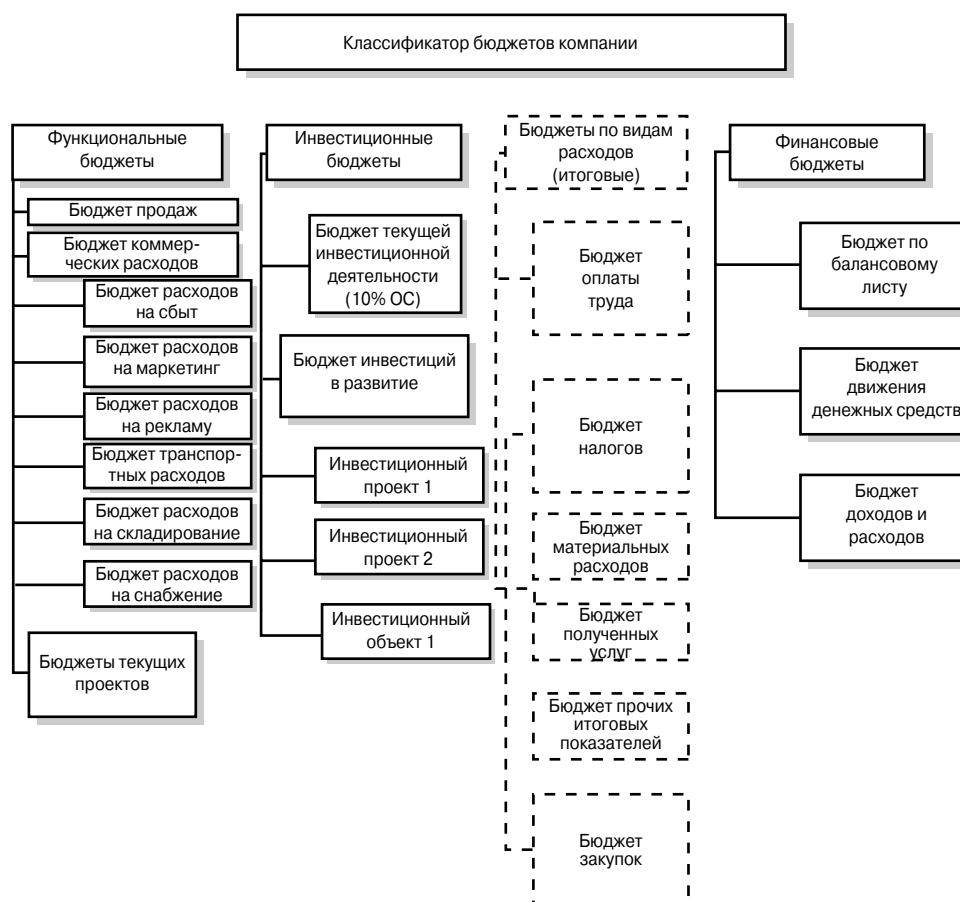 Классификатор бюджетов компании
Функциональные
бюджеты
Бюджет продаж
Бюджет коммер-
ческих расходов
Бюджет расходов
на сбыт
Бюджет расходов
на маркетинг
Бюджет расходов
на рекламу
Бюджет транспор-
тных расходов
Бюджет расходов
на складирование
Бюджет расходов
на снабжение
Бюджеты текущих
проектов
Инвестиционные
бюджеты
Бюджет текущей
инвестиционной
деятельности
(10% ОС)
Бюджет инвестиций
в развитие
Инвестиционный
проект 1
Инвестиционный
проект 2
Инвестиционный
объект 1
Бюджеты по видам
расходов
(итоговые)
Бюджет
оплаты
труда
Бюджет
налогов
Бюджет
материальных
расходов
Бюджет
полученных
услуг
Бюджет прочих
итоговых
показателей
Бюджет
закупок
Финансовые
бюджеты
Бюджет по
балансовому
листу
Бюджет
движения
денежных средств
Бюджет
доходов и
расходов